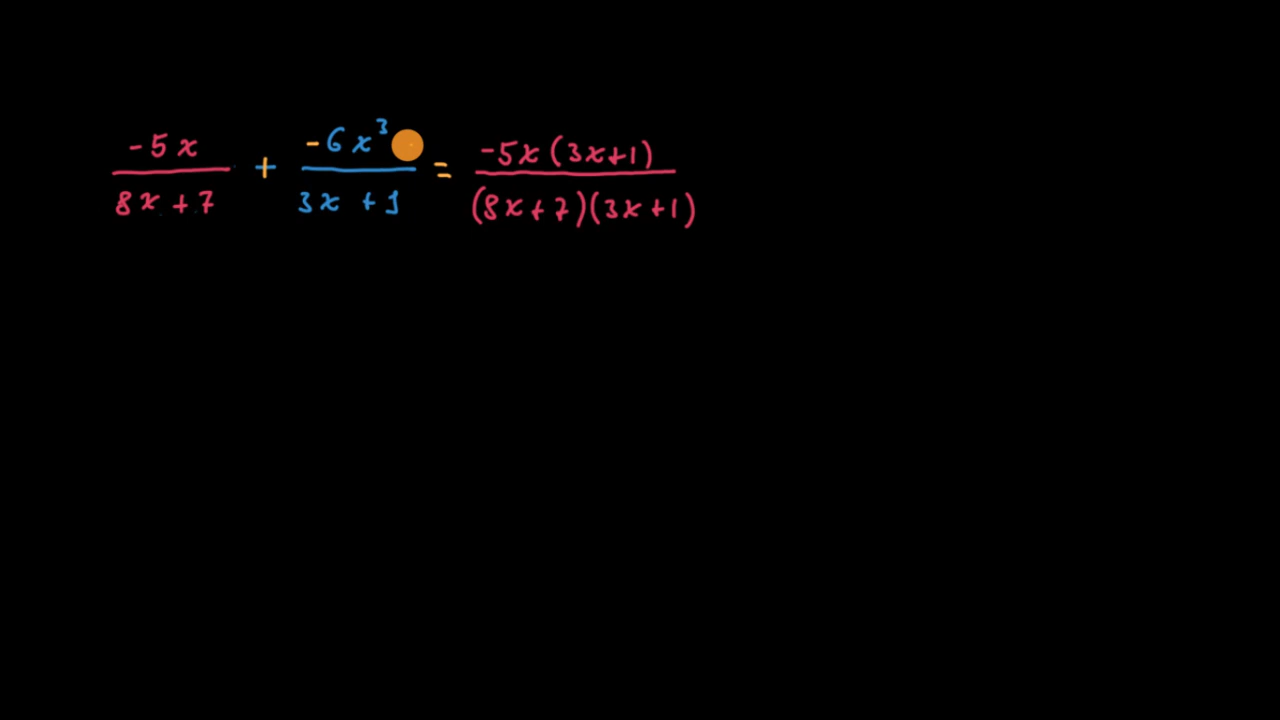 -5x/(8x+7) + -6x³/(3x+1) = -5x(3x+1)/((8x+7)(3x+1))